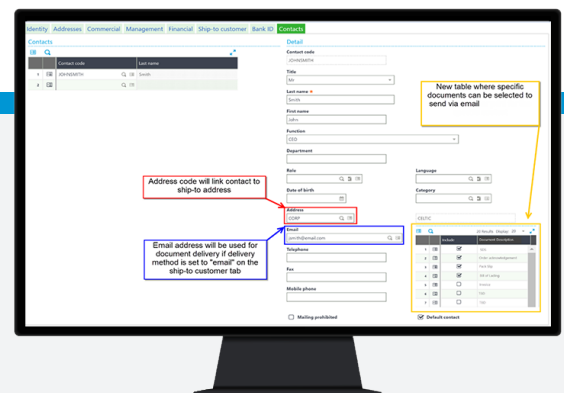 Identity Addresses Commercial Management Financial Ship-to customer Bank ID Contacts
Contacts
Contact code Last name
1 JOHNSMITH Smith
2
Detail
Contact code
JOHNSMITH
Title
Mr
Last name
Smith
First name
John
Function
CEO
Department
Role Language
Date of birth Category
Address
CORP CELTIC
Email
jsmith@email.com
Telephone
Fax
Mobile phone
Mailing prohibited Default contact
New table where specific
documents can be selected to
send via email
Address code will link contact to
ship-to address
Email address will be used for
document delivery if delivery
method is set to "email" on the
ship-to customer tab
Results Display
Include Document Description
Order acknowledgement
Pack Slip
Bill of Lading
Invoice